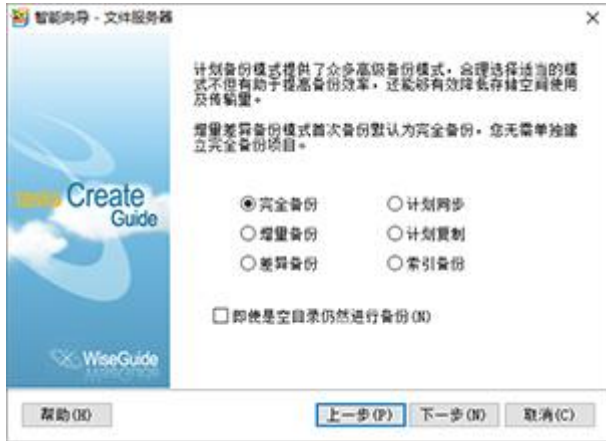 智能向导 - 文件服务器
计划备份模式提供了众多高级备份模式，合理选择适当的模
式不但有助于提高备份效率，还能够有效降低存储空间使用
及传输量。
增量差异备份模式首次备份默认为完全备份，您无需单独建
立完全备份项目。
Create
Guide
完全备份 计划同步
增量备份 计划复制
差异备份 索引备份
即使是空目录仍然进行备份(N)
WiseGuide
帮助(H) 上一步(P) 下一步(N) 取消(C)